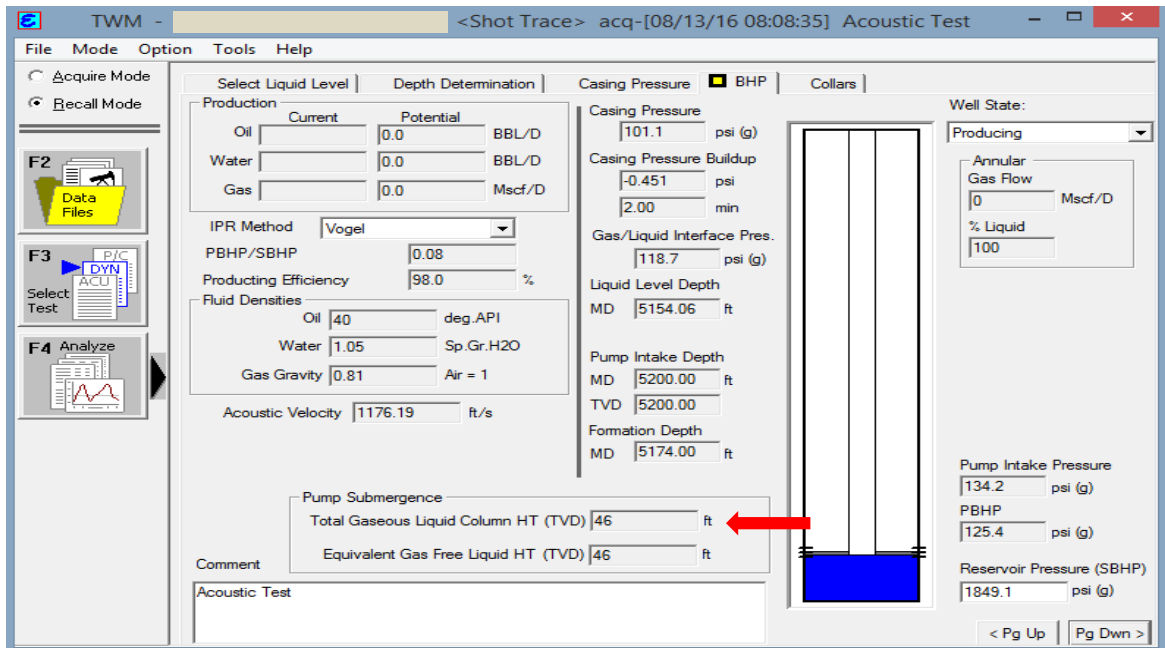 TWM - <Shot Trace> acq-[08/13/16 08:08:35] Acoustic Test
File Mode Option Tools Help
Acquire Mode
Recall Mode
F2
Data
Files
F3
P/C
DYN
ACU
Select
Test
F4 Analyze
Select Liquid Level
Depth Determination
Casing Pressure
BHP
Collars
Production
Current Potential
Oil 0.0 BBL/D
Water 0.0 BBL/D
Gas 0.0 Mscf/D
IPR Method Vogel
PBHP/SBHP 0.08
Producting Efficiency 98.0 %
Fluid Densities
Oil 40 deg.API
Water 1.05 Sp.Gr.H2O
Gas Gravity 0.81 Air = 1
Acoustic Velocity 1176.19 ft/s
Casing Pressure
101.1 psi (g)
Casing Pressure Buildup
-0.451 psi
2.00 min
Gas/Liquid Interface Pres.
118.7 psi (g)
Liquid Level Depth
MD 5154.06 ft
Pump Intake Depth
MD 5200.00 ft
TVD 5200.00
Formation Depth
MD 5174.00 ft
Pump Submergence
Total Gaseous Liquid Column HT (TVD) 46 ft
Equivalent Gas Free Liquid HT (TVD) 46 ft
Comment
Acoustic Test
Well State:
Producing
Annular
Gas Flow
0 Mscf/D
% Liquid
100
Pump Intake Pressure
134.2 psi (g)
PBHP
125.4 psi (g)
Reservoir Pressure (SBHP)
1849.1 psi (g)
< Pg Up
Pg Dwn >